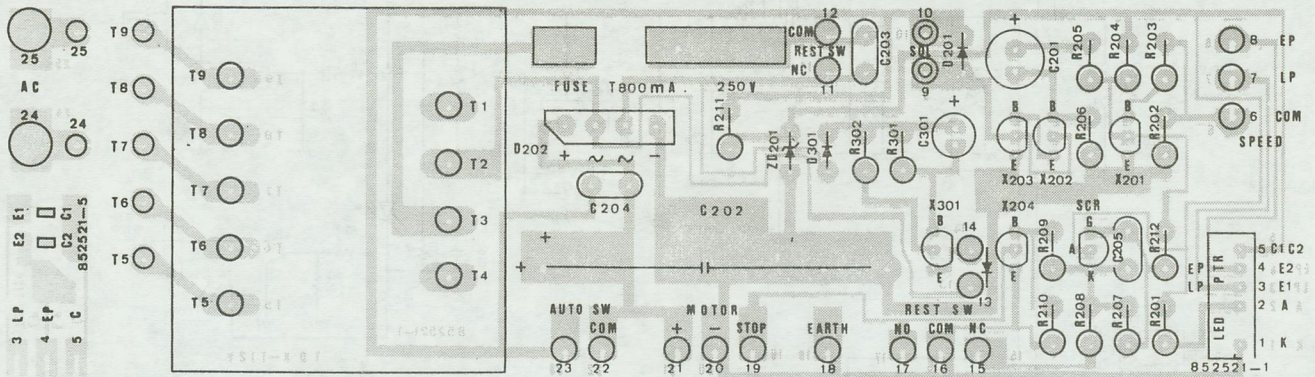 25
25
AC
24
24
E1
E2
C1
C2
852521-5
LP
EP
C
3
4
5
T9
T8
T7
T6
T5
T9
T8
T7
T6
T5
T1
T2
T3
T4
852521-1
FUSE T800mA. 250V
D202
+ ~ ~ -
C204
R211
C202
+
+
ZD201
D301
12
COM
REST SW
NC
11
C203
10
SOL
9
D201
+
C201
R205
R204
R203
8 EP
7 LP
6 COM
SPEED
R302
R301
+
C301
B
E
X203
B
E
X202
R206
B
E
X201
R202
X301
B
E
14
13
X204
B
E
R209
SCR
G
A
K
C205
R212
R210
R208
R207
R201
AUTO SW
COM
23
22
MOTOR
+
-
STOP
21
20
19
EARTH
18
REST SW
NO
COM
NC
17
16
15
LED PTR
5 C1 C2
EP 4 E2
LP 3 E1
2 A
1 K
852521-1